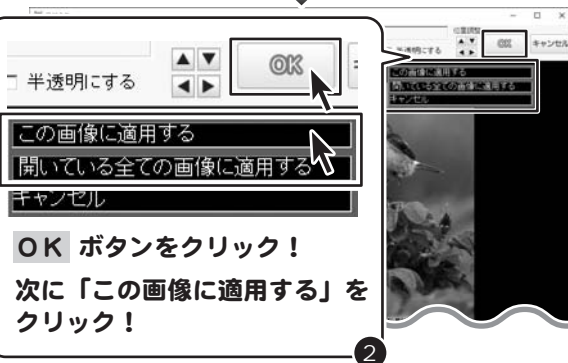 位置調整
半透明にする
OK
キャンセル
この画像に適用する
開いている全ての画像に適用する
キャンセル
半透明にする
OK
この画像に適用する
開いている全ての画像に適用する
キャンセル
OK ボタンをクリック！
次に「この画像に適用する」を
クリック！
2